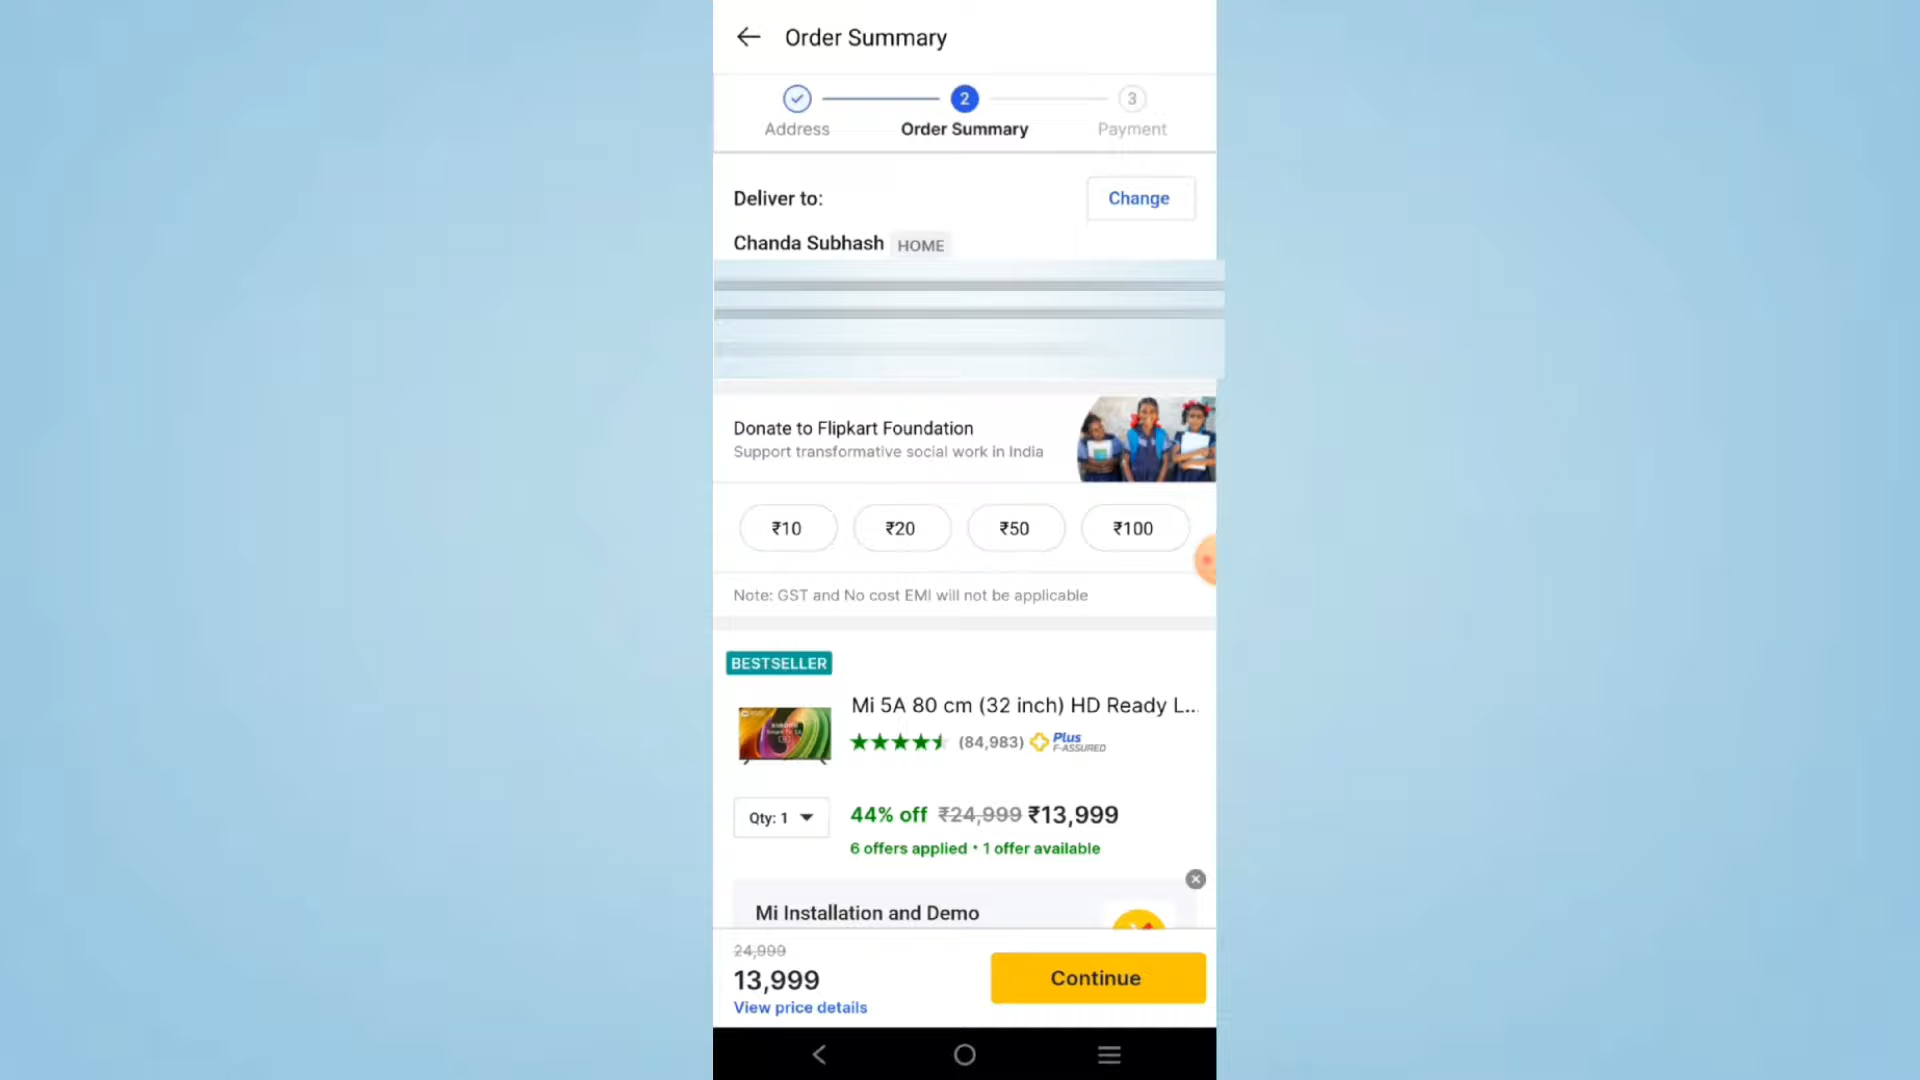 Order Summary
2
3
Address
Order Summary
Payment
Deliver to:
Change
Chanda Subhash HOME
Donate to Flipkart Foundation
Support transformative social work in India
₹10
₹20
₹50
₹100
Note: GST and No cost EMI will not be applicable
BESTSELLER
Mi 5A 80 cm (32 inch) HD Ready L...
(84,983) Plus
F-ASSURED
Qty: 1
44% off ₹24,999 ₹13,999
6 offers applied • 1 offer available
Mi Installation and Demo
24,999
13,999
View price details
Continue